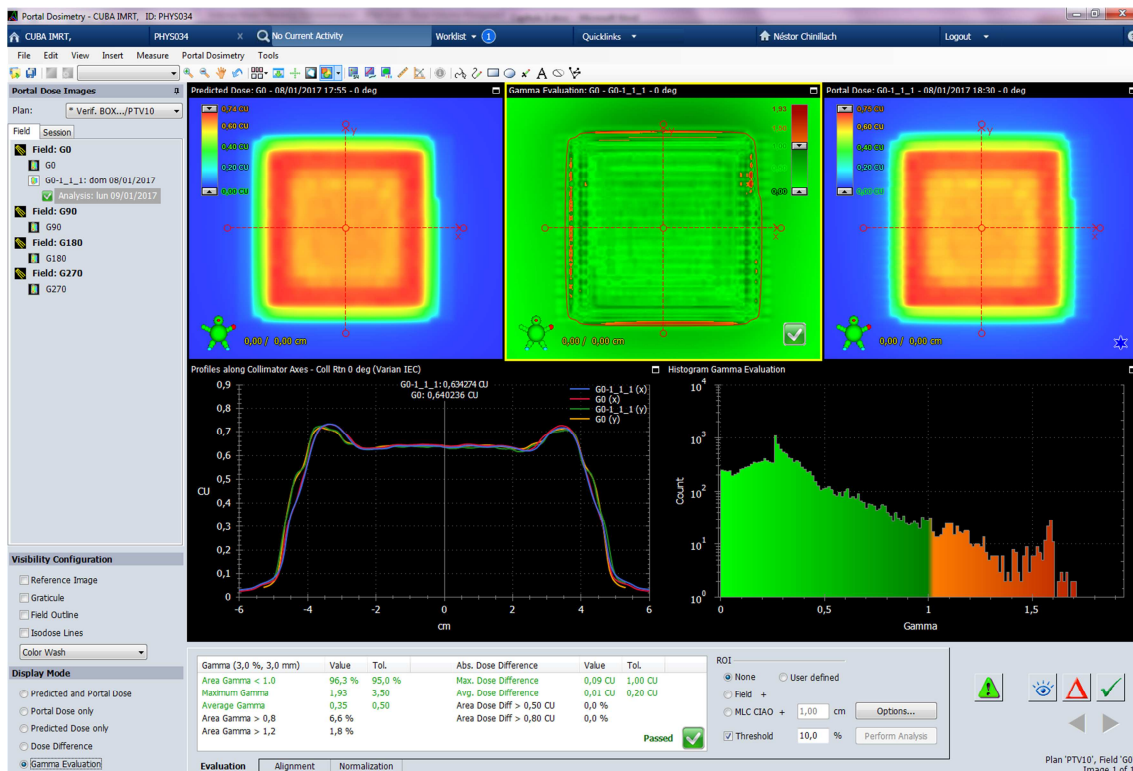 Portal Dosimetry - CUBA IMRT, ID: PHYS034
CUBA IMRT, PHYS034 x No Current Activity Worklist 1 Quicklinks Néstor Chinillach Logout
File Edit View Insert Measure Portal Dosimetry Tools
Portal Dose Images
Plan: * Verif. BOX.../PTV10
Field Session
Field: G0
G0
G0-1_1_1: dom 08/01/2017
Analysis: lun 09/01/2017
Field: G90
G90
Field: G180
G180
Field: G270
G270
Visibility Configuration
Reference Image
Graticule
Field Outline
Isodose Lines
Color Wash
Display Mode
Predicted and Portal Dose
Portal Dose only
Predicted Dose only
Dose Difference
Gamma Evaluation
Predicted Dose: G0 - 08/01/2017 17:55 - 0 deg
0,74 CU
0,60 CU
0,40 CU
0,20 CU
0,00 CU
Y
X
0,00 / 0,00 cm
Gamma Evaluation: G0 - G0-1_1_1 - 0 deg
1,93
0,00
Y
X
0,00 / 0,00 cm
Portal Dose: G0-1_1_1 - 08/01/2017 18:30 - 0 deg
0,75 CU
0,60 CU
0,40 CU
0,20 CU
0,00 CU
Y
X
0,00 / 0,00 cm
Profiles along Collimator Axes - Coll Rtn 0 deg (Varian IEC)
G0-1_1_1: 0,634274 CU
G0: 0,640236 CU
G0-1_1_1 (x)
G0 (x)
G0-1_1_1 (y)
G0 (y)
0,9
0,8
0,7
0,6
0,5
0,4
0,3
0,2
0,1
0
CU
-6 -4 -2 0 2 4 6
cm
Histogram Gamma Evaluation
10^4
10^3
10^2
10^1
10^0
Count
0 0,5 1 1,5
Gamma
Gamma (3,0 %, 3,0 mm) Value Tol. Abs. Dose Difference Value Tol.
Area Gamma < 1.0 96,3 % 95,0 % Max. Dose Difference 0,09 CU 1,00 CU
Maximum Gamma 1,93 3,50 Avg. Dose Difference 0,01 CU 0,20 CU
Average Gamma 0,35 0,50 Area Dose Diff > 0,50 CU 0,0 %
Area Gamma > 0,8 6,6 % Area Dose Diff > 0,80 CU 0,0 %
Area Gamma > 1,2 1,8 %
Passed
Evaluation Alignment Normalization
ROI
None User defined
Field +
MLC CIAO + 1,00 cm Options...
Threshold 10,0 % Perform Analysis
Plan 'PTV10', Field 'G0
Image 1 of 1